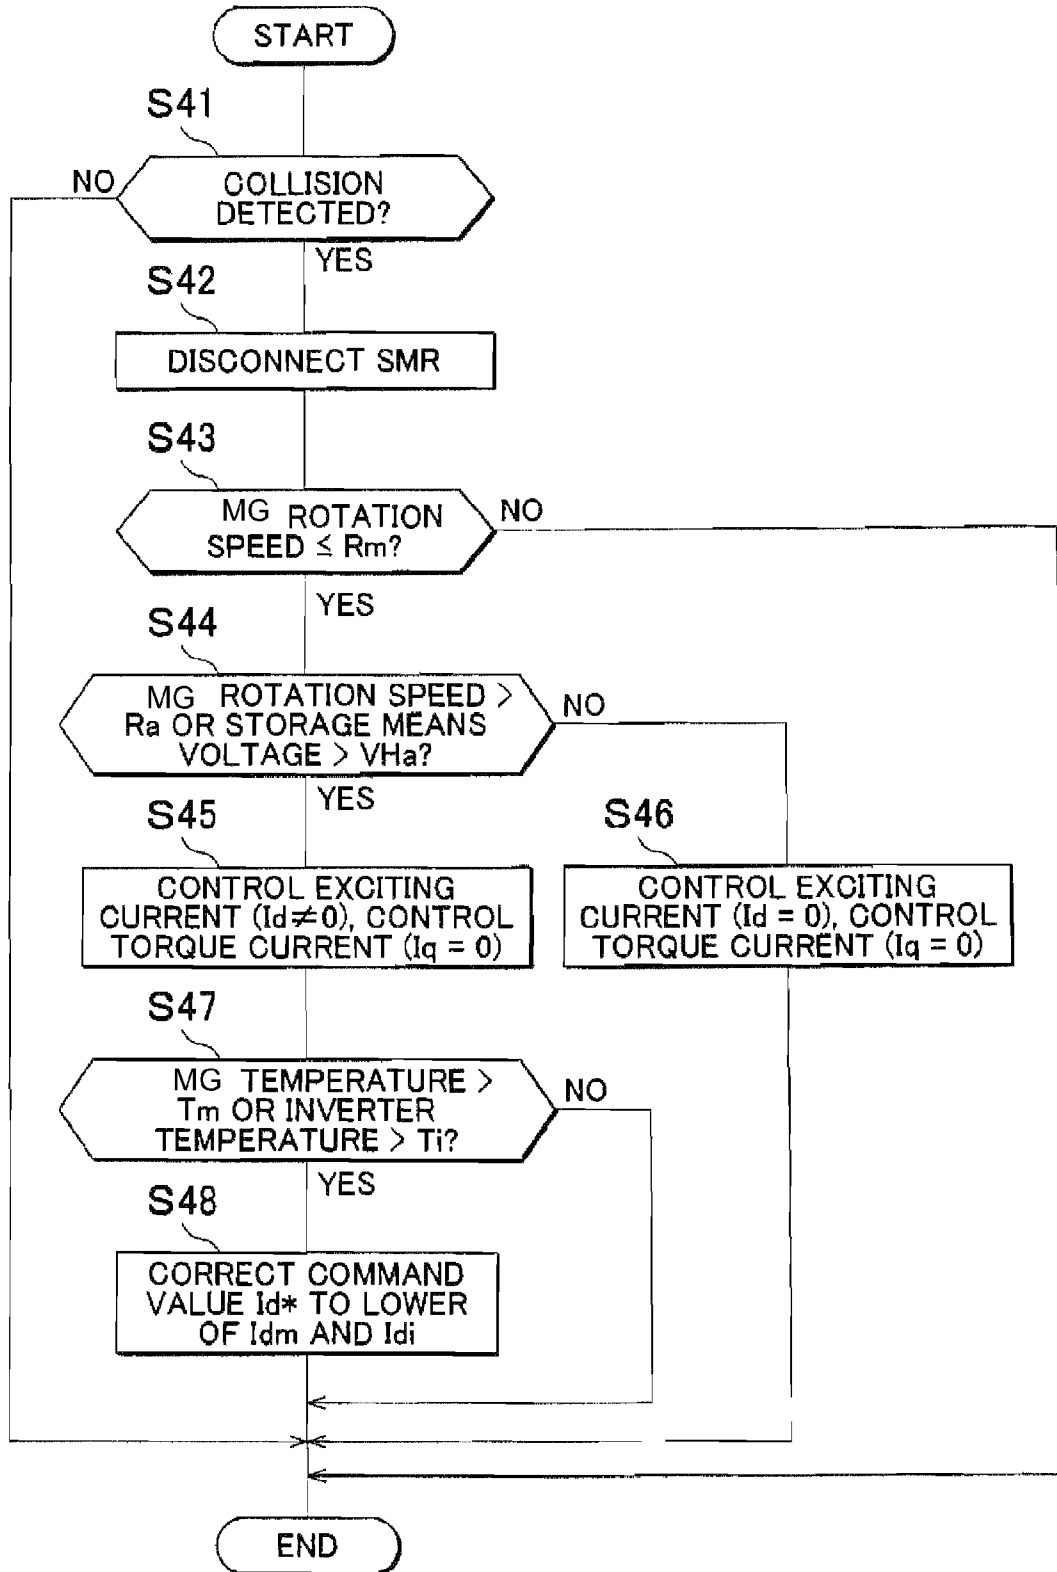 START
S41
NO
COLLISION
DETECTED?
YES
S42
DISCONNECT SMR
S43
MG ROTATION
SPEED ≦ Rm?
NO
YES
S44
MG ROTATION SPEED >
Ra OR STORAGE MEANS
VOLTAGE > VHa?
NO
YES
S45
CONTROL EXCITING
CURRENT (Id≠0), CONTROL
TORQUE CURRENT (Iq = 0)
S46
CONTROL EXCITING
CURRENT (Id = 0), CONTROL
TORQUE CURRENT (Iq = 0)
S47
MG TEMPERATURE >
Tm OR INVERTER
TEMPERATURE > Ti?
NO
YES
S48
CORRECT COMMAND
VALUE Id* TO LOWER
OF Idm AND Idi
END